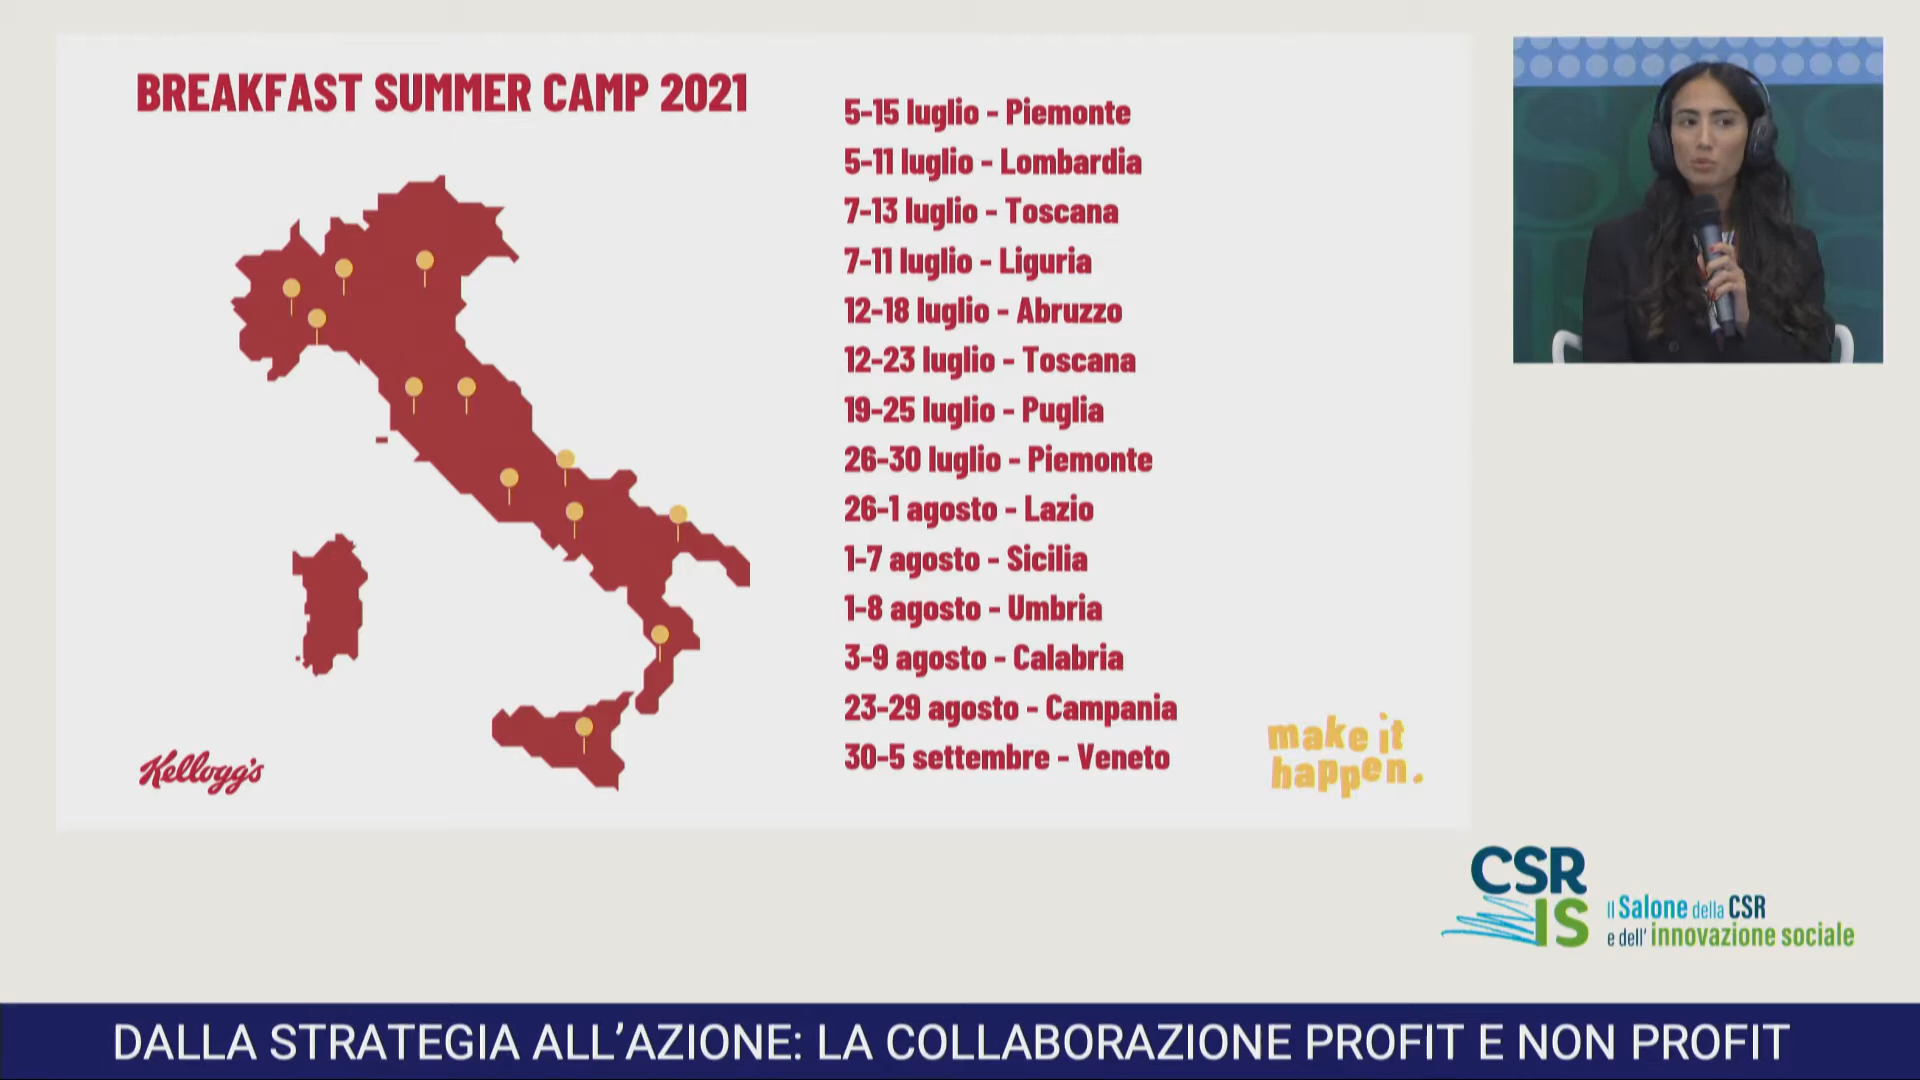 BREAKFAST SUMMER CAMP 2021
5-15 luglio - Piemonte
5-11 luglio - Lombardia
7-13 luglio - Toscana
7-11 luglio - Liguria
12-18 luglio - Abruzzo
12-23 luglio - Toscana
19-25 luglio - Puglia
26-30 luglio - Piemonte
26-1 agosto - Lazio
1-7 agosto - Sicilia
1-8 agosto - Umbria
3-9 agosto - Calabria
23-29 agosto - Campania
30-5 settembre - Veneto
Kellogg's
make it
happen.
CSR
IS
Il Salone della CSR
e dell' innovazione sociale
DALLA STRATEGIA ALL’AZIONE: LA COLLABORAZIONE PROFIT E NON PROFIT